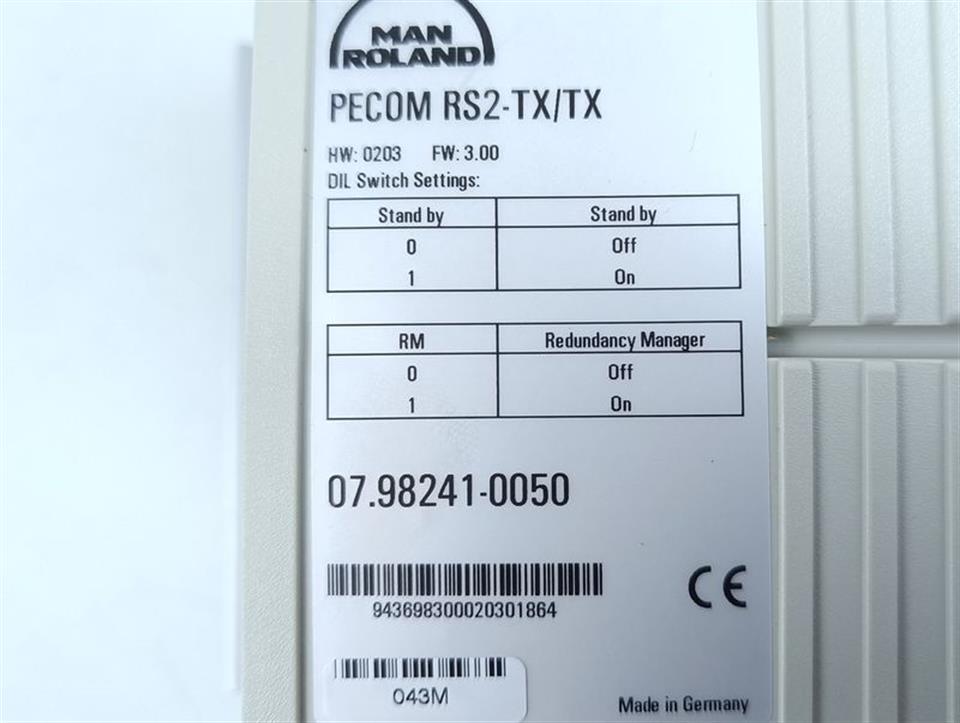 MAN
ROLAND
PECOM RS2-TX/TX
HW: 0203 FW: 3.00
DIL Switch Settings:
Stand by Stand by
0 Off
1 On
RM Redundancy Manager
0 Off
1 On
07.98241-0050
943698300020301864
CE
043M
Made in Germany